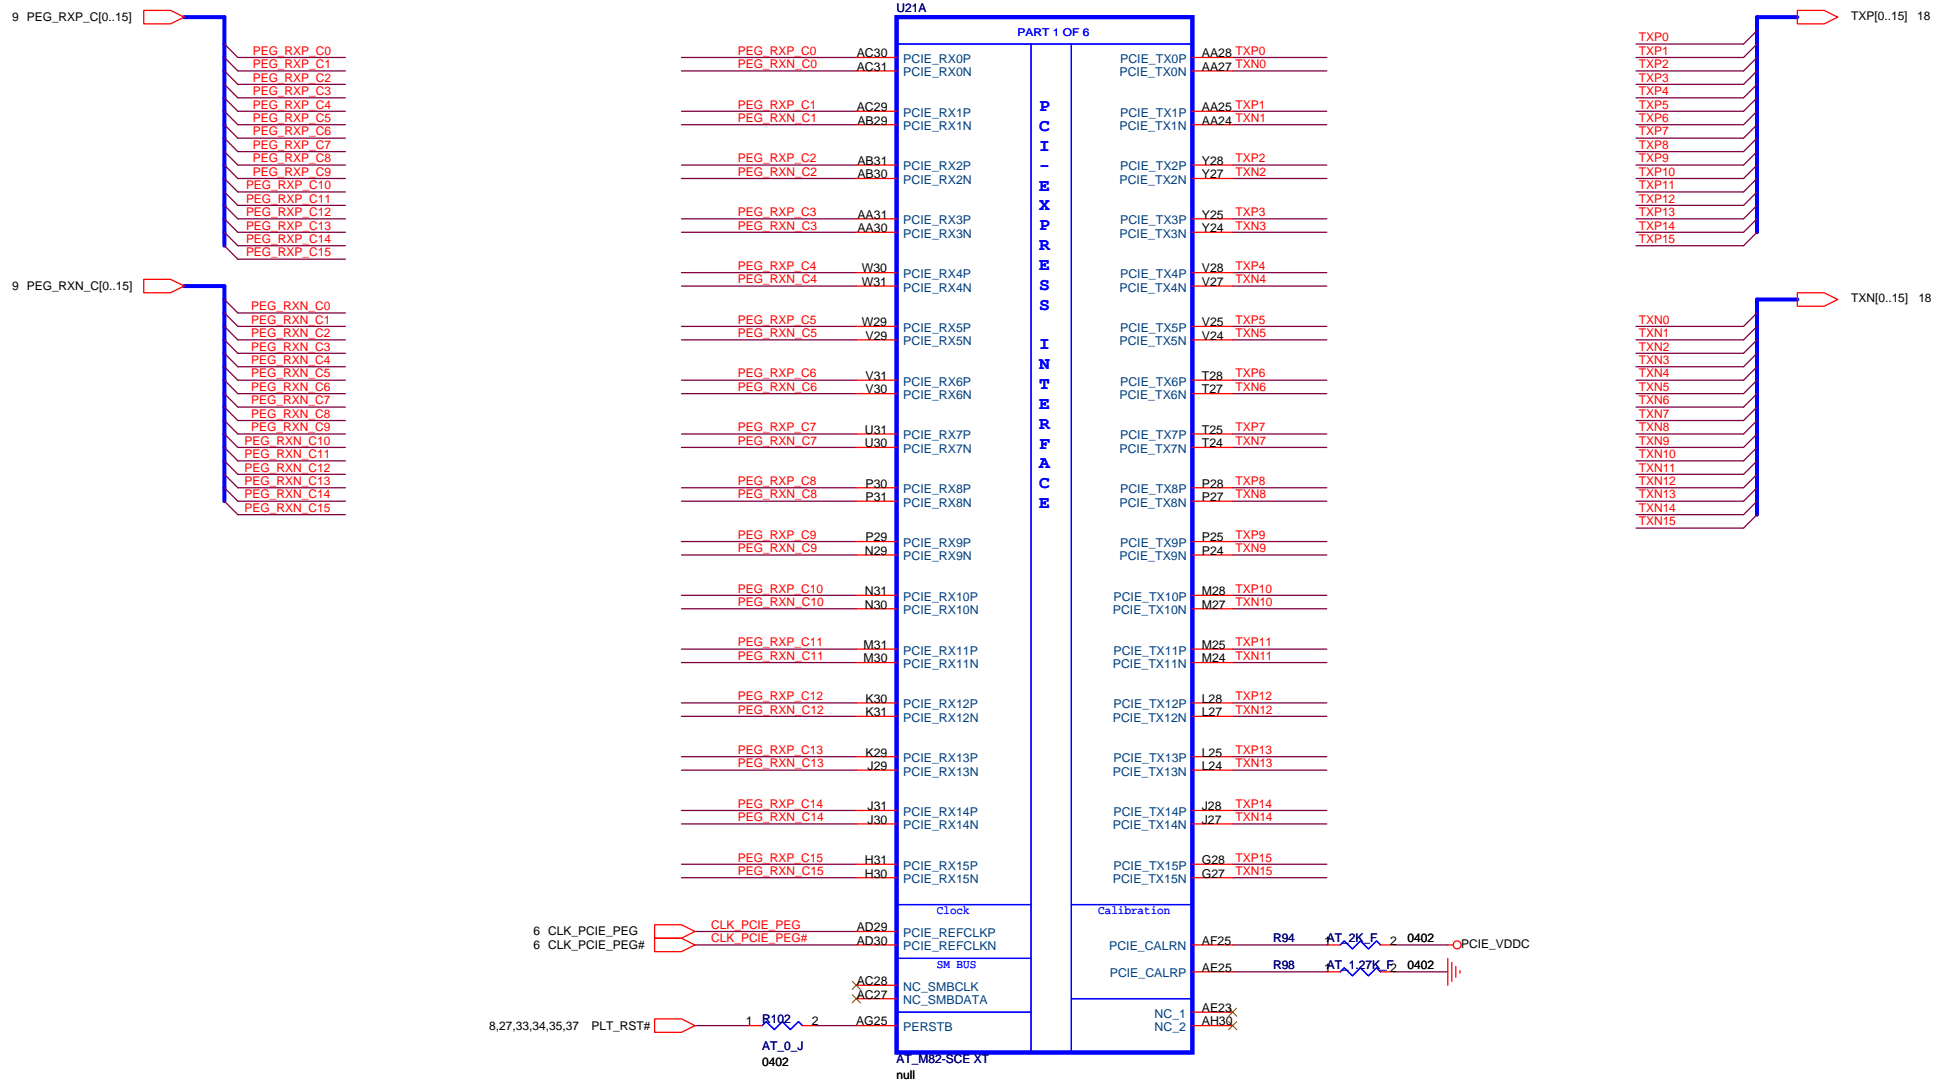 9 PEG_RXP_C[0..15]
PEG_RXP_C0
PEG_RXP_C1
PEG_RXP_C2
PEG_RXP_C3
PEG_RXP_C4
PEG_RXP_C5
PEG_RXP_C6
PEG_RXP_C7
PEG_RXP_C8
PEG_RXP_C9
PEG_RXP_C10
PEG_RXP_C11
PEG_RXP_C12
PEG_RXP_C13
PEG_RXP_C14
PEG_RXP_C15
9 PEG_RXN_C[0..15]
PEG_RXN_C0
PEG_RXN_C1
PEG_RXN_C2
PEG_RXN_C3
PEG_RXN_C4
PEG_RXN_C5
PEG_RXN_C6
PEG_RXN_C7
PEG_RXN_C8
PEG_RXN_C9
PEG_RXN_C10
PEG_RXN_C11
PEG_RXN_C12
PEG_RXN_C13
PEG_RXN_C14
PEG_RXN_C15
U21A
PART 1 OF 6
PCI-EXPRESS INTERFACE
PEG_RXP_C0 AC30 PCIE_RX0P PCIE_TX0P AA28 TXP0
PEG_RXN_C0 AC31 PCIE_RX0N PCIE_TX0N AA27 TXN0
PEG_RXP_C1 AC29 PCIE_RX1P PCIE_TX1P AA25 TXP1
PEG_RXN_C1 AB29 PCIE_RX1N PCIE_TX1N AA24 TXN1
PEG_RXP_C2 AB31 PCIE_RX2P PCIE_TX2P Y28 TXP2
PEG_RXN_C2 AB30 PCIE_RX2N PCIE_TX2N Y27 TXN2
PEG_RXP_C3 AA31 PCIE_RX3P PCIE_TX3P Y25 TXP3
PEG_RXN_C3 AA30 PCIE_RX3N PCIE_TX3N Y24 TXN3
PEG_RXP_C4 W30 PCIE_RX4P PCIE_TX4P V28 TXP4
PEG_RXN_C4 W31 PCIE_RX4N PCIE_TX4N V27 TXN4
PEG_RXP_C5 W29 PCIE_RX5P PCIE_TX5P V25 TXP5
PEG_RXN_C5 V29 PCIE_RX5N PCIE_TX5N V24 TXN5
PEG_RXP_C6 V31 PCIE_RX6P PCIE_TX6P T28 TXP6
PEG_RXN_C6 V30 PCIE_RX6N PCIE_TX6N T27 TXN6
PEG_RXP_C7 U31 PCIE_RX7P PCIE_TX7P T25 TXP7
PEG_RXN_C7 U30 PCIE_RX7N PCIE_TX7N T24 TXN7
PEG_RXP_C8 P30 PCIE_RX8P PCIE_TX8P P28 TXP8
PEG_RXN_C8 P31 PCIE_RX8N PCIE_TX8N P27 TXN8
PEG_RXP_C9 P29 PCIE_RX9P PCIE_TX9P P25 TXP9
PEG_RXN_C9 N29 PCIE_RX9N PCIE_TX9N P24 TXN9
PEG_RXP_C10 N31 PCIE_RX10P PCIE_TX10P M28 TXP10
PEG_RXN_C10 N30 PCIE_RX10N PCIE_TX10N M27 TXN10
PEG_RXP_C11 M31 PCIE_RX11P PCIE_TX11P M25 TXP11
PEG_RXN_C11 M30 PCIE_RX11N PCIE_TX11N M24 TXN11
PEG_RXP_C12 K30 PCIE_RX12P PCIE_TX12P L28 TXP12
PEG_RXN_C12 K31 PCIE_RX12N PCIE_TX12N L27 TXN12
PEG_RXP_C13 K29 PCIE_RX13P PCIE_TX13P L25 TXP13
PEG_RXN_C13 J29 PCIE_RX13N PCIE_TX13N L24 TXN13
PEG_RXP_C14 J31 PCIE_RX14P PCIE_TX14P J28 TXP14
PEG_RXN_C14 J30 PCIE_RX14N PCIE_TX14N J27 TXN14
PEG_RXP_C15 H31 PCIE_RX15P PCIE_TX15P G28 TXP15
PEG_RXN_C15 H30 PCIE_RX15N PCIE_TX15N G27 TXN15
Clock Calibration
6 CLK_PCIE_PEG CLK_PCIE_PEG AD29 PCIE_REFCLKP
6 CLK_PCIE_PEG# CLK_PCIE_PEG# AD30 PCIE_REFCLKN
PCIE_CALRN AF25 R94 1 AT_2K_F 2 0402 PCIE_VDDC
SM BUS
PCIE_CALRP AE25 R98 1 AT_1.27K_F 2 0402
AC28 NC_SMBCLK
AC27 NC_SMBDATA
NC_1 AE23
NC_2 AH30
8,27,33,34,35,37 PLT_RST# 1 R102 2 AG25 PERSTB
AT_0_J
0402
AT_M82-SCE XT
null
TXP[0..15] 18
TXP0
TXP1
TXP2
TXP3
TXP4
TXP5
TXP6
TXP7
TXP8
TXP9
TXP10
TXP11
TXP12
TXP13
TXP14
TXP15
TXN[0..15] 18
TXN0
TXN1
TXN2
TXN3
TXN4
TXN5
TXN6
TXN7
TXN8
TXN9
TXN10
TXN11
TXN12
TXN13
TXN14
TXN15